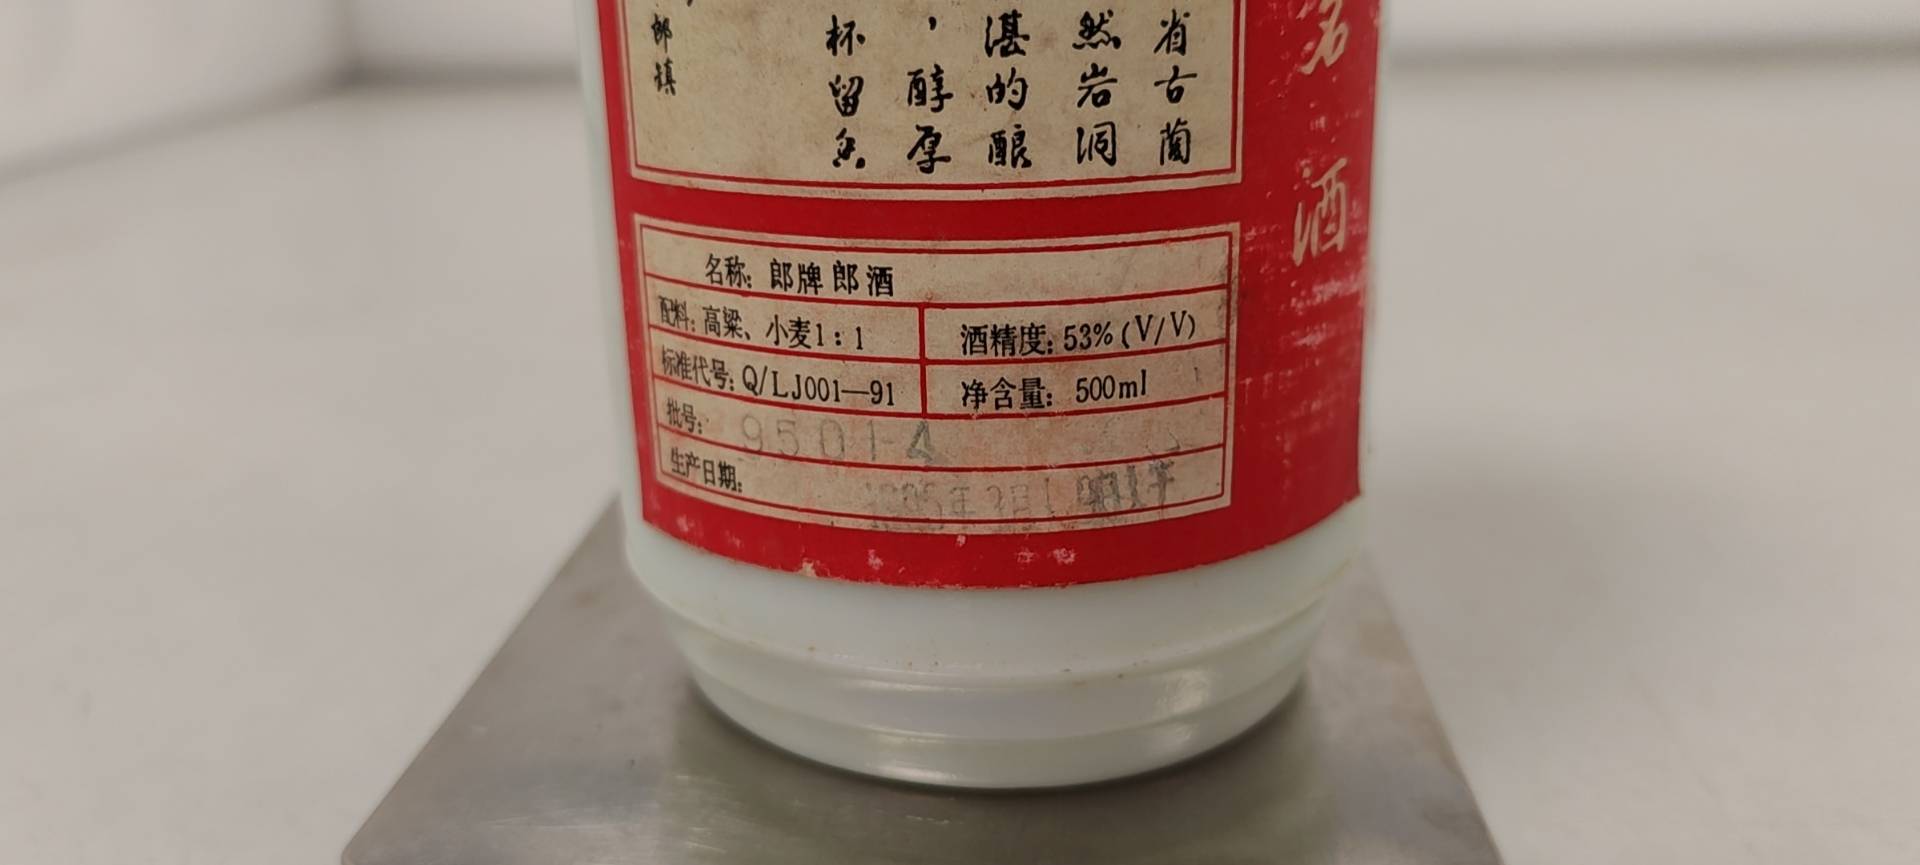 省古蔺
然岩洞
湛的酿
，醇厚
杯留香
郎镇
名酒
名称：郎牌郎酒
配料：高粱、小麦1：1
酒精度：53%(V/V)
标准代号：Q/LJ001—91
净含量：500ml
批号：9501-4
生产日期：